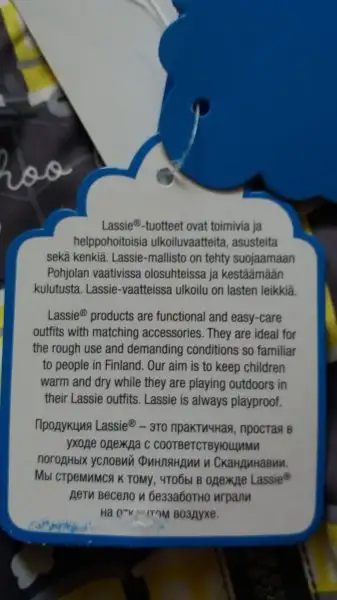 hoo
Lassie®-tuotteet ovat toimivia ja
helppohoitoisia ulkoiluvaatteita, asusteita
sekä kenkiä. Lassie-mallisto on tehty suojaamaan
Pohjolan vaativissa olosuhteissa ja kestäämään
kulutusta. Lassie-vaatteissa ulkoilu on lasten leikkiä.
Lassie® products are functional and easy-care
outfits with matching accessories. They are ideal for
the rough use and demanding conditions so familiar
to people in Finland. Our aim is to keep children
warm and dry while they are playing outdoors in
their Lassie outfits. Lassie is always playproof.
Продукция Lassie® – это практичная, простая в
уходе одежда с соответствующими
погодных условий Финляндии и Скандинавии.
Мы стремимся к тому, чтобы в одежде Lassie®
дети весело и беззаботно играли
на открытом воздухе.